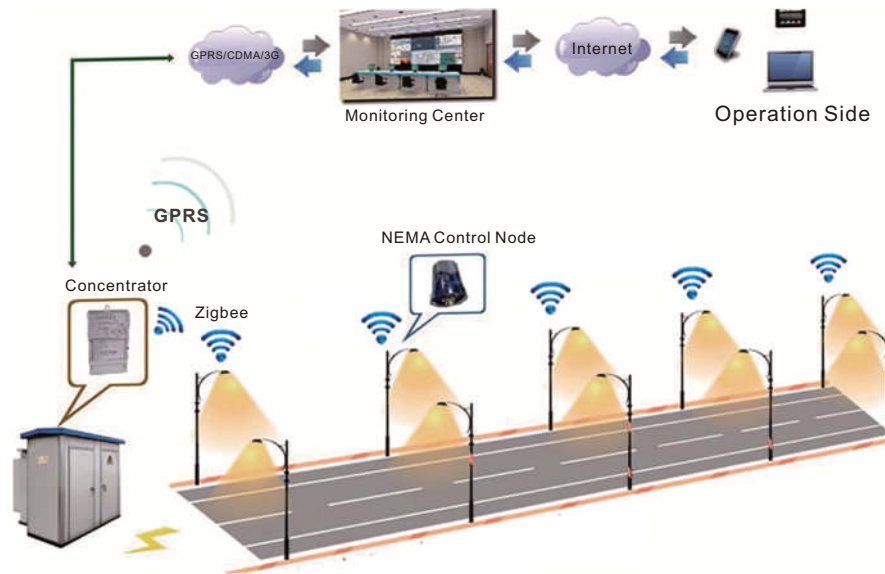 GPRS/CDMA/3G
Internet
Monitoring Center
Operation Side
GPRS
NEMA Control Node
Concentrator
Zigbee